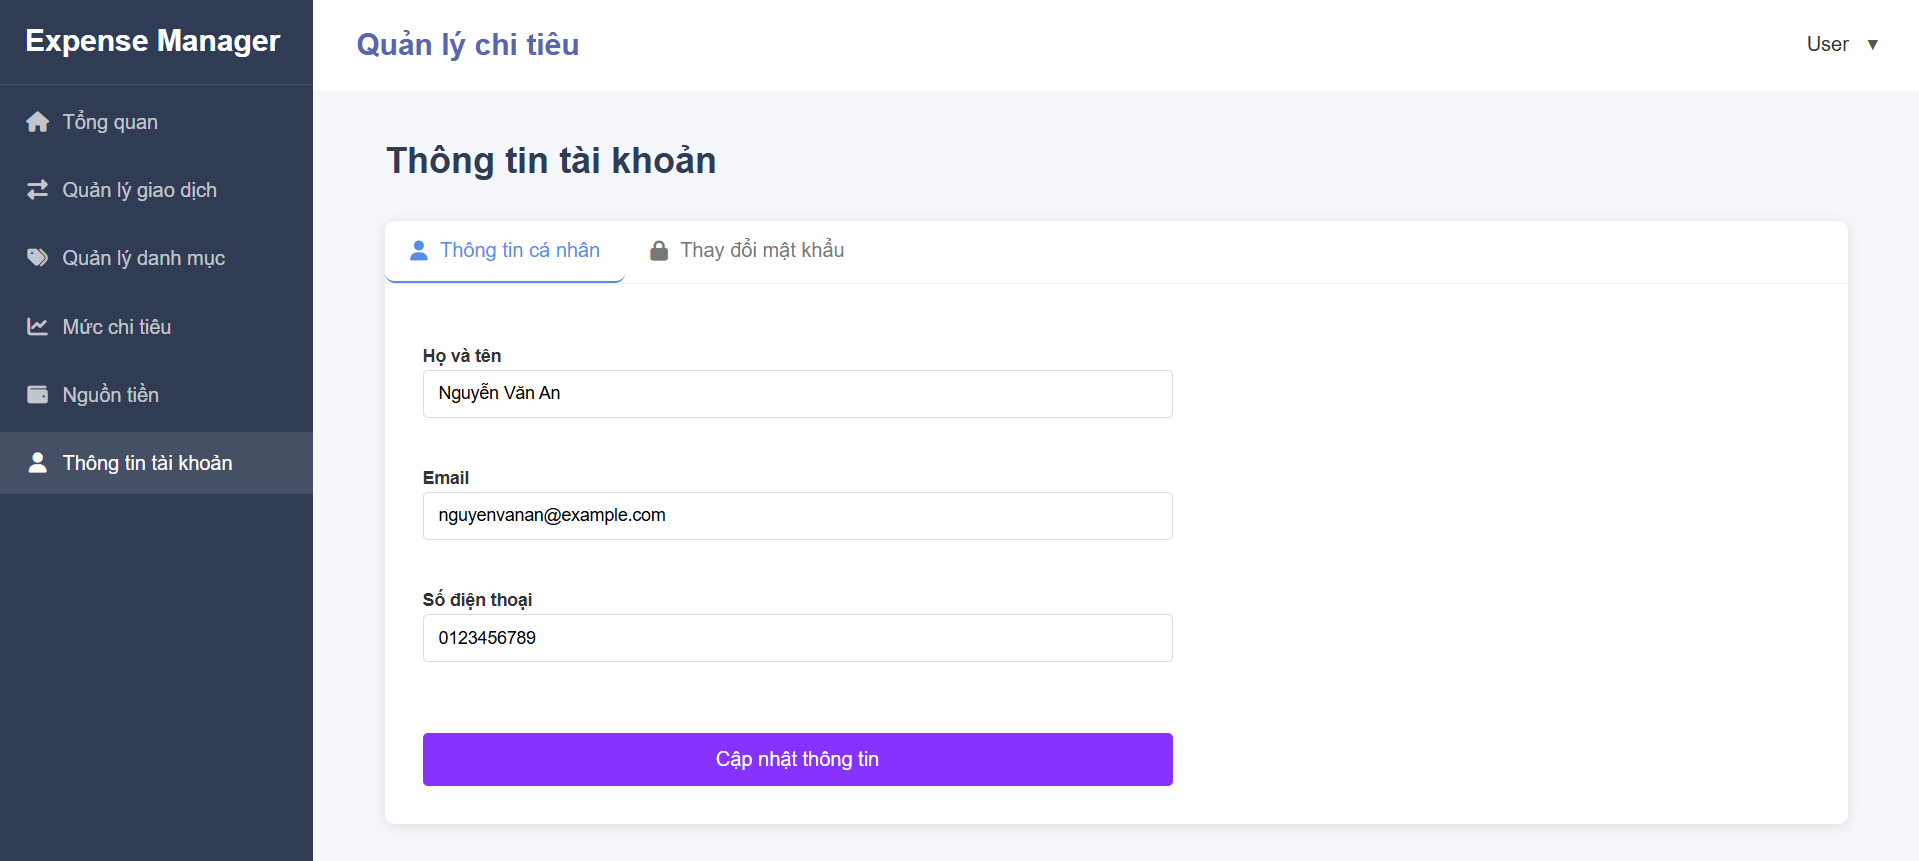 Expense Manager
Tổng quan
Quản lý giao dịch
Quản lý danh mục
Mức chi tiêu
Nguồn tiền
Thông tin tài khoản
Quản lý chi tiêu
User ▼
Thông tin tài khoản
Thông tin cá nhân
Thay đổi mật khẩu
Họ và tên
Nguyễn Văn An
Email
nguyenvanan@example.com
Số điện thoại
0123456789
Cập nhật thông tin